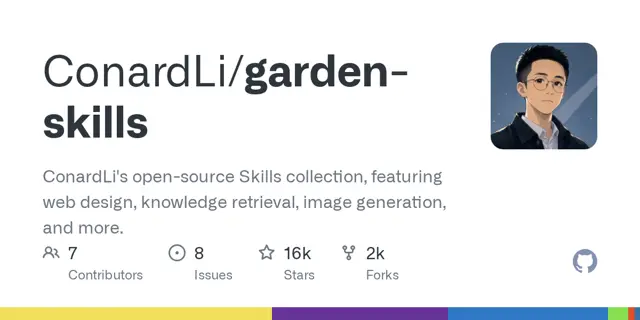 ConardLi/garden-
skills
ConardLi's open-source Skills collection, featuring
web design, knowledge retrieval, image generation,
and more.
7
Contributors
8
Issues
16k
Stars
2k
Forks